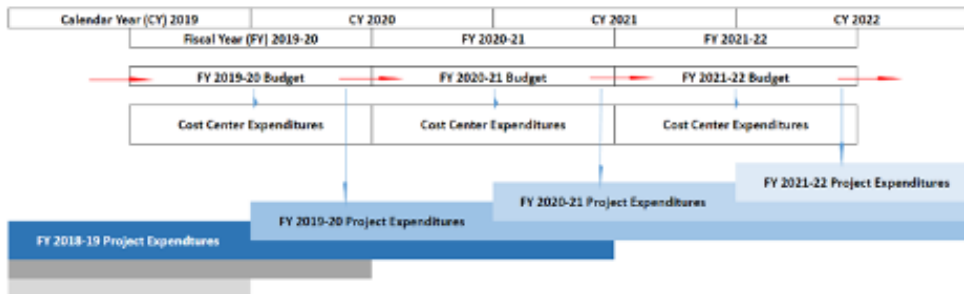 Calendar Year (CY) 2019 CY 2020 CY 2021 CY 2022
Fiscal Year (FY) 2019-20 FY 2020-21 FY 2021-22
FY 2019-20 Budget FY 2020-21 Budget FY 2021-22 Budget
Cost Center Expenditures Cost Center Expenditures Cost Center Expenditures
FY 2021-22 Project Expenditures
FY 2020-21 Project Expenditures
FY 2019-20 Project Expenditures
FY 2018-19 Project Expenditures